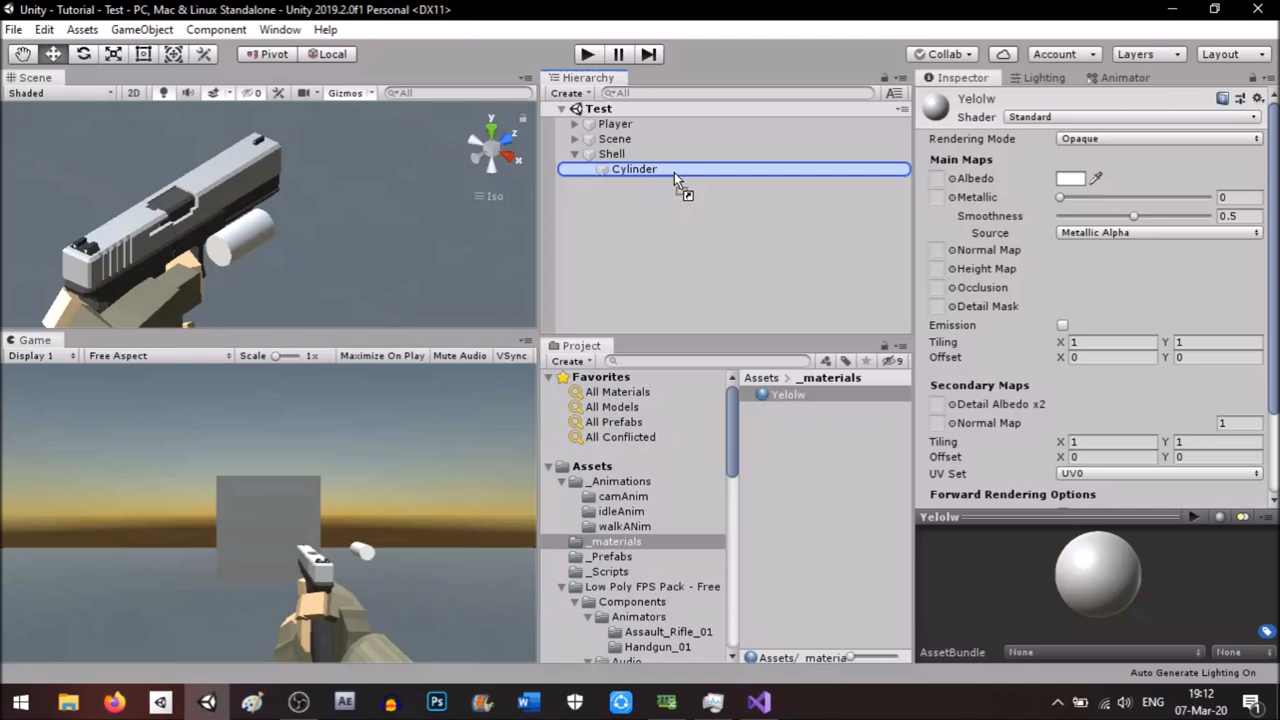 Unity - Tutorial - Test - PC, Mac & Linux Standalone - Unity 2019.2.0f1 Personal <DX11>
File Edit Assets GameObject Component Window Help
Pivot Local Collab Account Layers Layout
Scene
Shaded 2D Gizmos All
y
z
x
Iso
Game
Display 1 Free Aspect Scale 1x Maximize On Play Mute Audio VSync
Hierarchy
Create All
Test
Player
Scene
Shell
Cylinder
Project
Create 9
Favorites
All Materials
All Models
All Prefabs
All Conflicted
Assets
_Animations
camAnim
idleAnim
walkANim
_materials
_Prefabs
_Scripts
Low Poly FPS Pack - Free
Components
Animators
Assault_Rifle_01
Handgun_01
Audio
Assets > _materials
Yelolw
Assets/_materia
Inspector Lighting Animator
Yelolw
Shader Standard
Rendering Mode Opaque
Main Maps
Albedo
Metallic 0
Smoothness 0.5
Source Metallic Alpha
Normal Map
Height Map
Occlusion
Detail Mask
Emission
Tiling X 1 Y 1
Offset X 0 Y 0
Secondary Maps
Detail Albedo x2
Normal Map 1
Tiling X 1 Y 1
Offset X 0 Y 0
UV Set UV0
Forward Rendering Options
Yelolw
AssetBundle None None
Auto Generate Lighting On
Ae Ps ENG 19:12
07-Mar-20 1